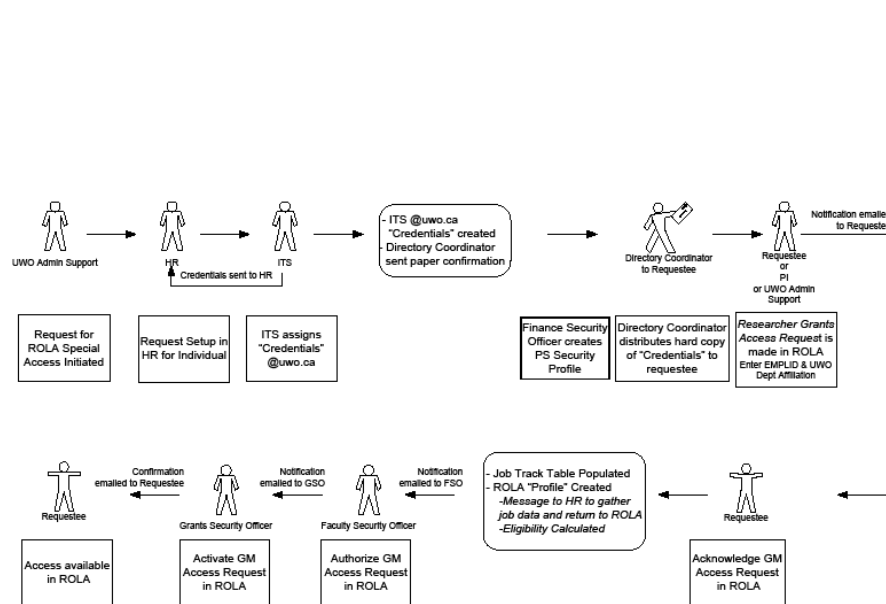 UWO Admin Support
HR
ITS
Credentials sent to HR
- ITS @uwo.ca
"Credentials" created
- Directory Coordinator
sent paper confirmation
Directory Coordinator
to Requestee
Requestee
or
PI
or UWO Admin
Support
Notification emaile
to Requeste
Request for
ROLA Special
Access Initiated
Request Setup in
HR for Individual
ITS assigns
"Credentials"
@uwo.ca
Finance Security
Officer creates
PS Security
Profile
Directory Coordinator
distributes hard copy
of "Credentials" to
requestee
Researcher Grants
Access Request is
made in ROLA
Enter EMPLID & UWO
Dept Affiliation
Requestee
Confirmation
emailed to Requestee
Grants Security Officer
Notification
emailed to GSO
Faculty Security Officer
Notification
emailed to FSO
- Job Track Table Populated
- ROLA "Profile" Created
-Message to HR to gather
job data and return to ROLA
-Eligibility Calculated
Requestee
Access available
in ROLA
Activate GM
Access Request
in ROLA
Authorize GM
Access Request
in ROLA
Acknowledge GM
Access Request
in ROLA